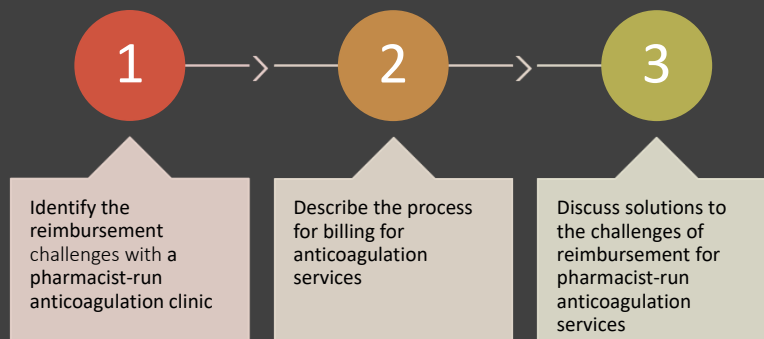 1
2
3
Identify the
reimbursement
challenges with a
pharmacist-run
anticoagulation clinic
Describe the process
for billing for
anticoagulation
services
Discuss solutions to
the challenges of
reimbursement for
pharmacist-run
anticoagulation
services